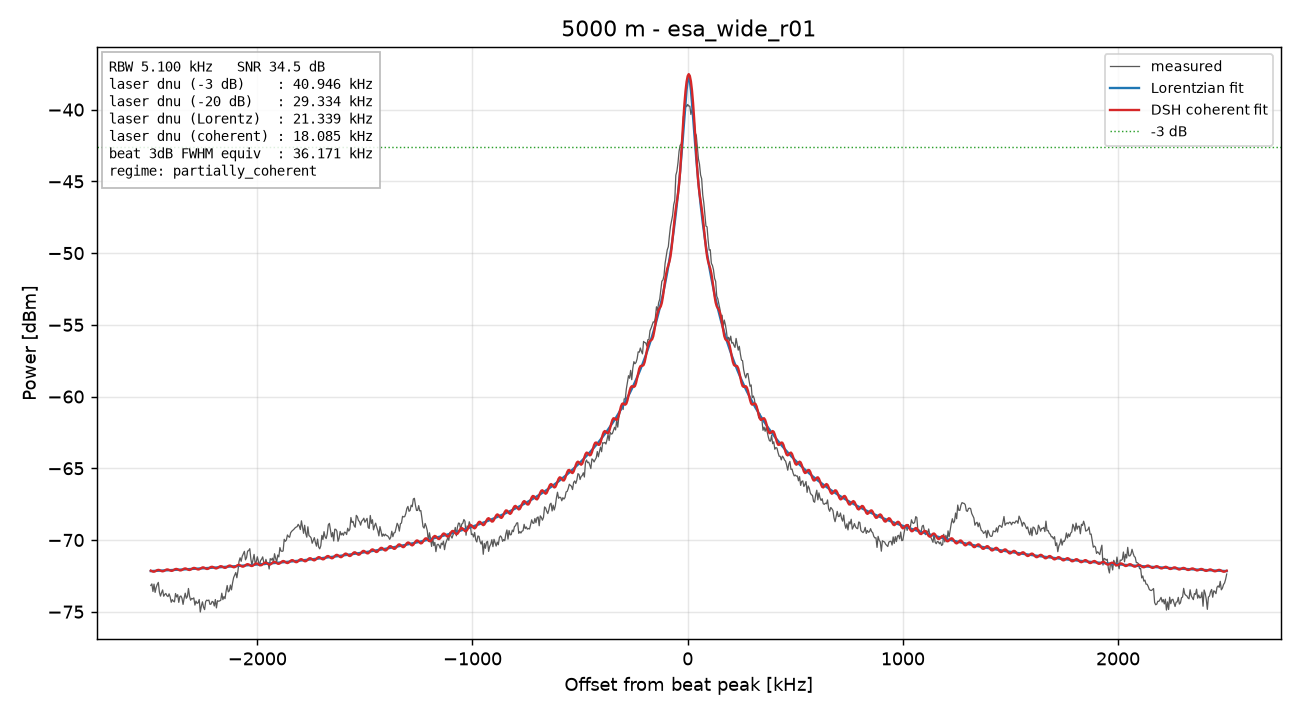 5000 m - esa_wide_r01
RBW 5.100 kHz   SNR 34.5 dB
laser dnu (-3 dB)    : 40.946 kHz
laser dnu (-20 dB)   : 29.334 kHz
laser dnu (Lorentz)  : 21.339 kHz
laser dnu (coherent) : 18.085 kHz
beat 3dB FWHM equiv  : 36.171 kHz
regime: partially_coherent
measured
Lorentzian fit
DSH coherent fit
-3 dB
Power [dBm]
−40
−45
−50
−55
−60
−65
−70
−75
−2000
−1000
0
1000
2000
Offset from beat peak [kHz]